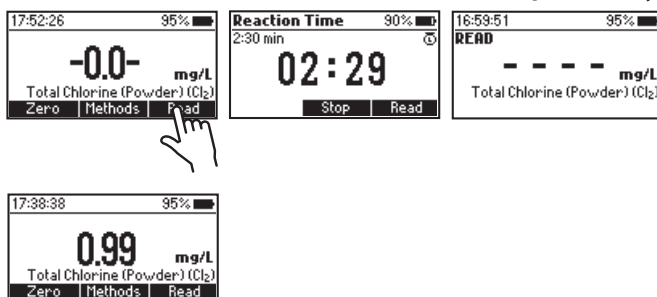 17:52:26 95%
-0.0- mg/L
Total Chlorine (Powder) (Cl₂)
Zero Methods Read
Reaction Time 90%
2:30 min
02:29
Stop Read
16:59:51 95%
READ
- - - - mg/L
Total Chlorine (Powder) (Cl₂)
17:38:38 95%
0.99 mg/L
Total Chlorine (Powder) (Cl₂)
Zero Methods Read